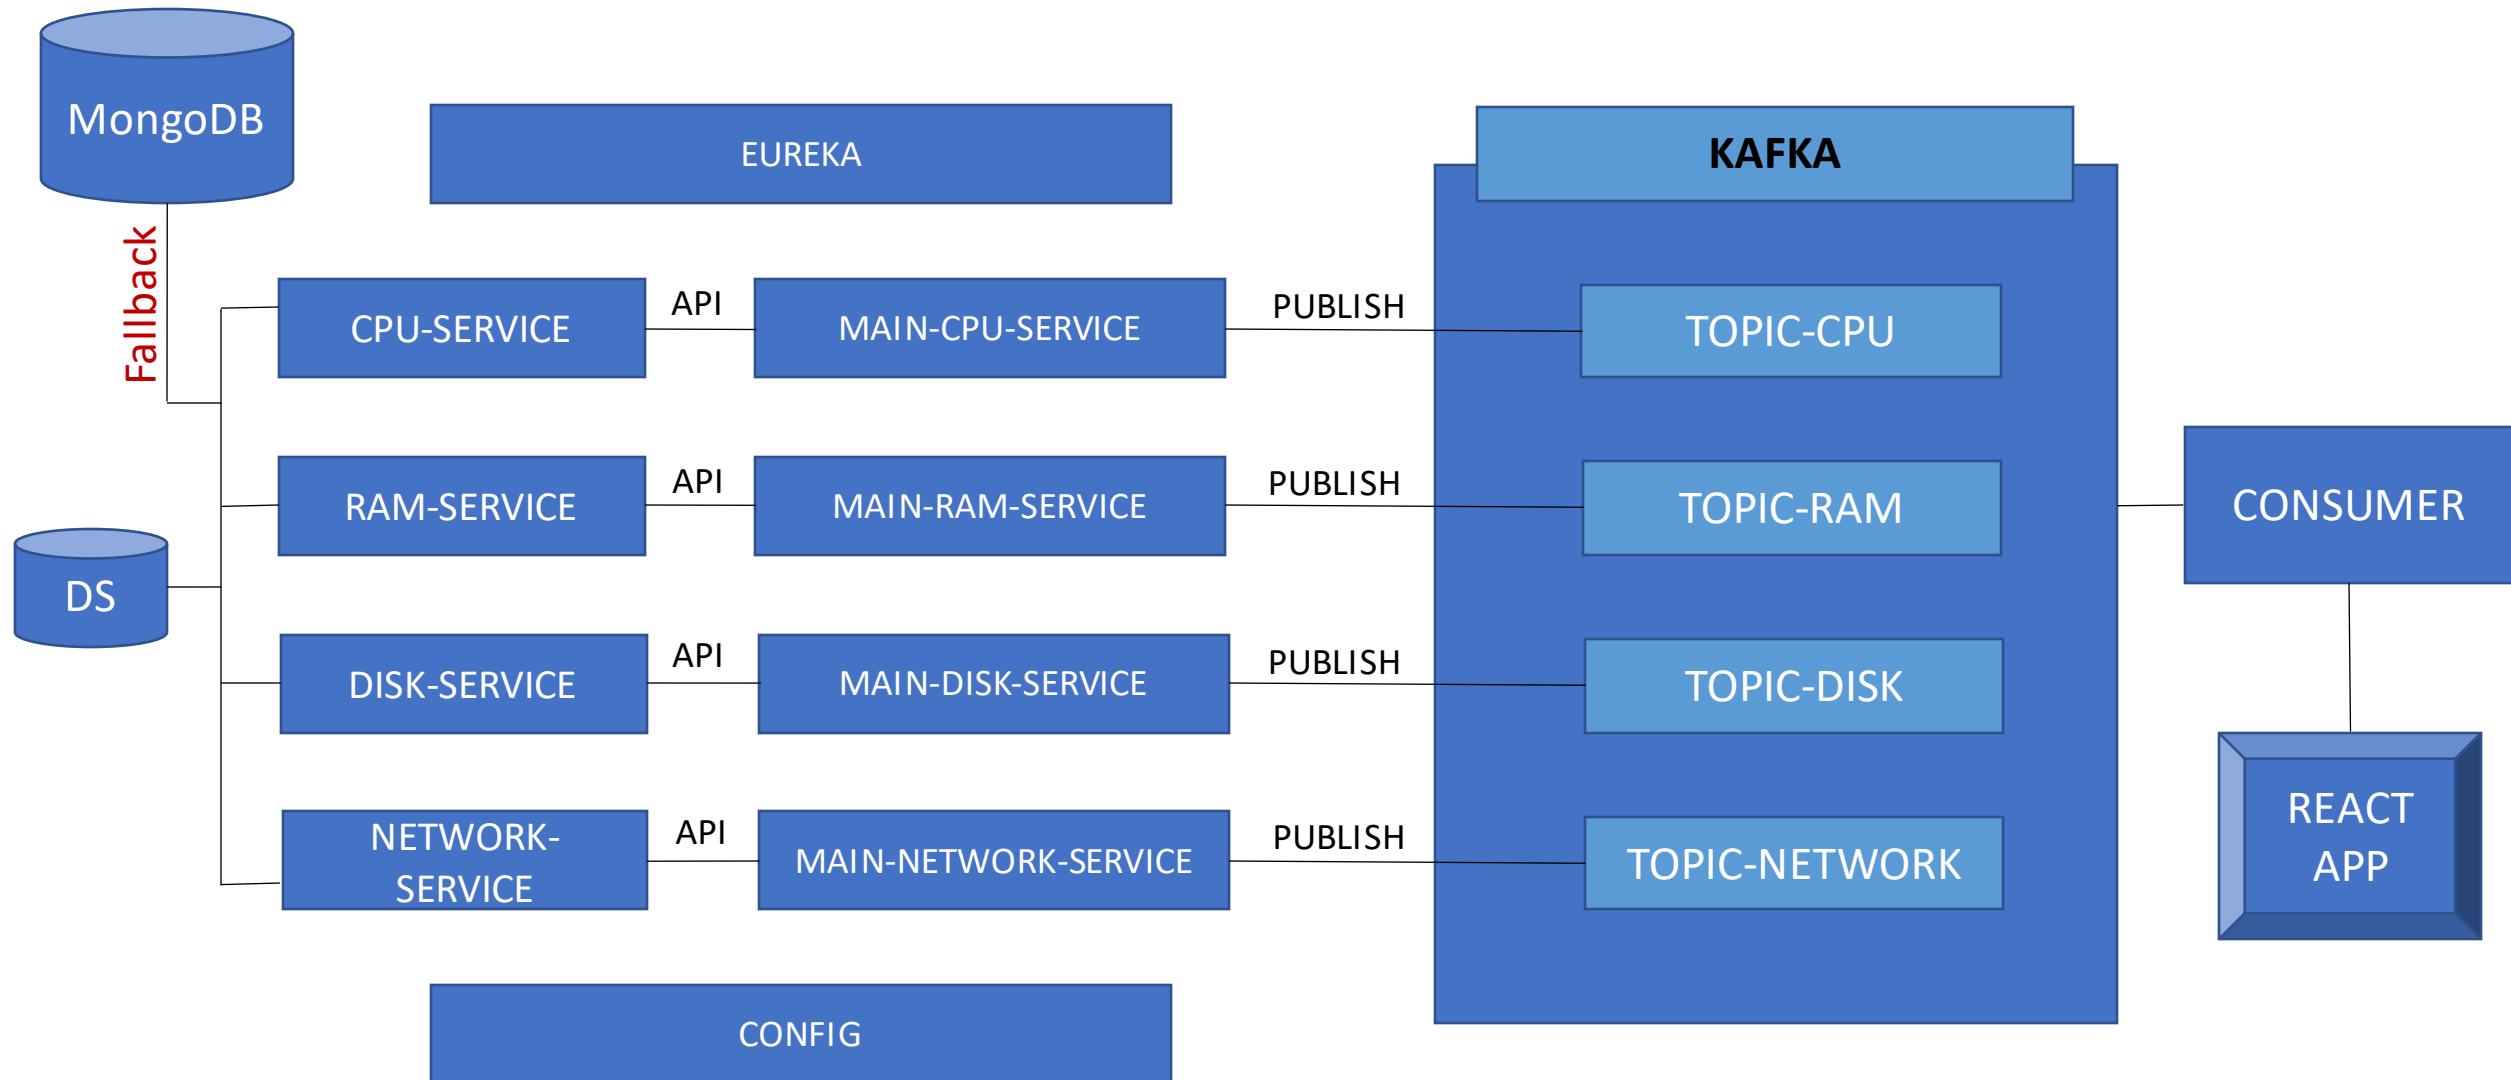 MongoDB
EUREKA
KAFKA
Fallback
CPU-SERVICE
API
MAIN-CPU-SERVICE
PUBLISH
TOPIC-CPU
RAM-SERVICE
API
MAIN-RAM-SERVICE
PUBLISH
TOPIC-RAM
CONSUMER
DS
DISK-SERVICE
API
MAIN-DISK-SERVICE
PUBLISH
TOPIC-DISK
NETWORK-
SERVICE
API
MAIN-NETWORK-SERVICE
PUBLISH
TOPIC-NETWORK
REACT
APP
CONFIG